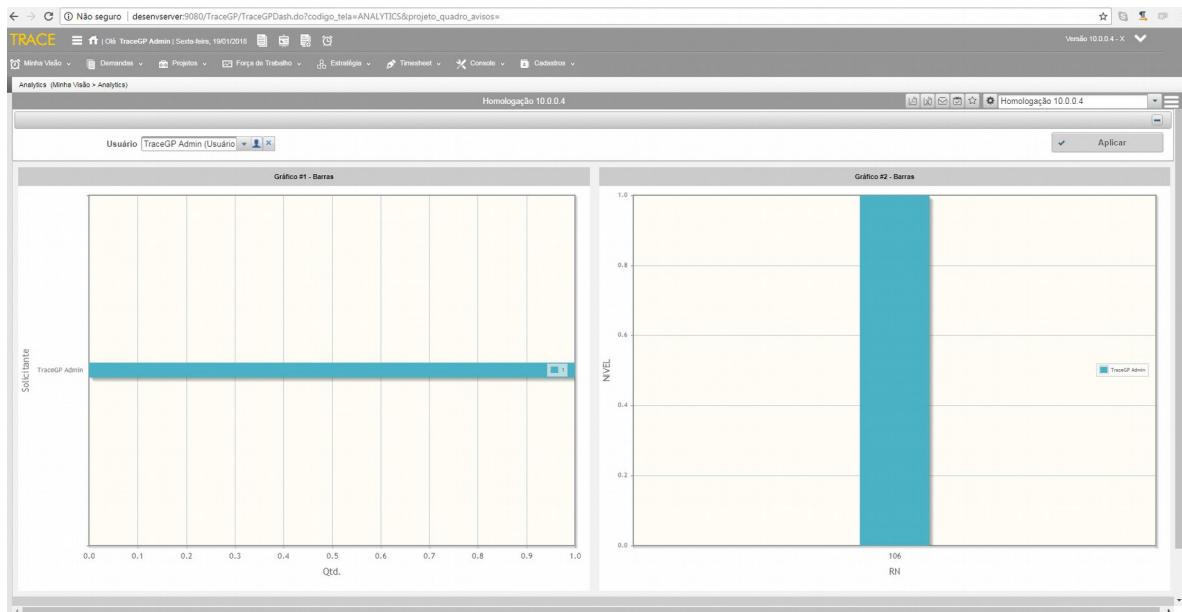 Não seguro | desenvserver:9080/TraceGP/TraceGPDash.do?codigo_tela=ANALYTICS&projeto_quadro_avisos=
TRACE | Olá TraceGP Admin | Sexta-feira, 19/01/2018 Versão 10.0.0.4 - X
Minha Visão Demandas Projetos Força de Trabalho Estratégia Timesheet Console Cadastros
Analytics (Minha Visão > Analytics)
Homologação 10.0.0.4 Homologação 10.0.0.4
Usuário TraceGP Admin (Usuário Aplicar
Gráfico #1 - Barras
Solicitante
TraceGP Admin
1
0.0 0.1 0.2 0.3 0.4 0.5 0.6 0.7 0.8 0.9 1.0
Qtd.
Gráfico #2 - Barras
1.0
0.8
0.6
NIVEL
TraceGP Admin
0.4
0.2
0.0
106
RN